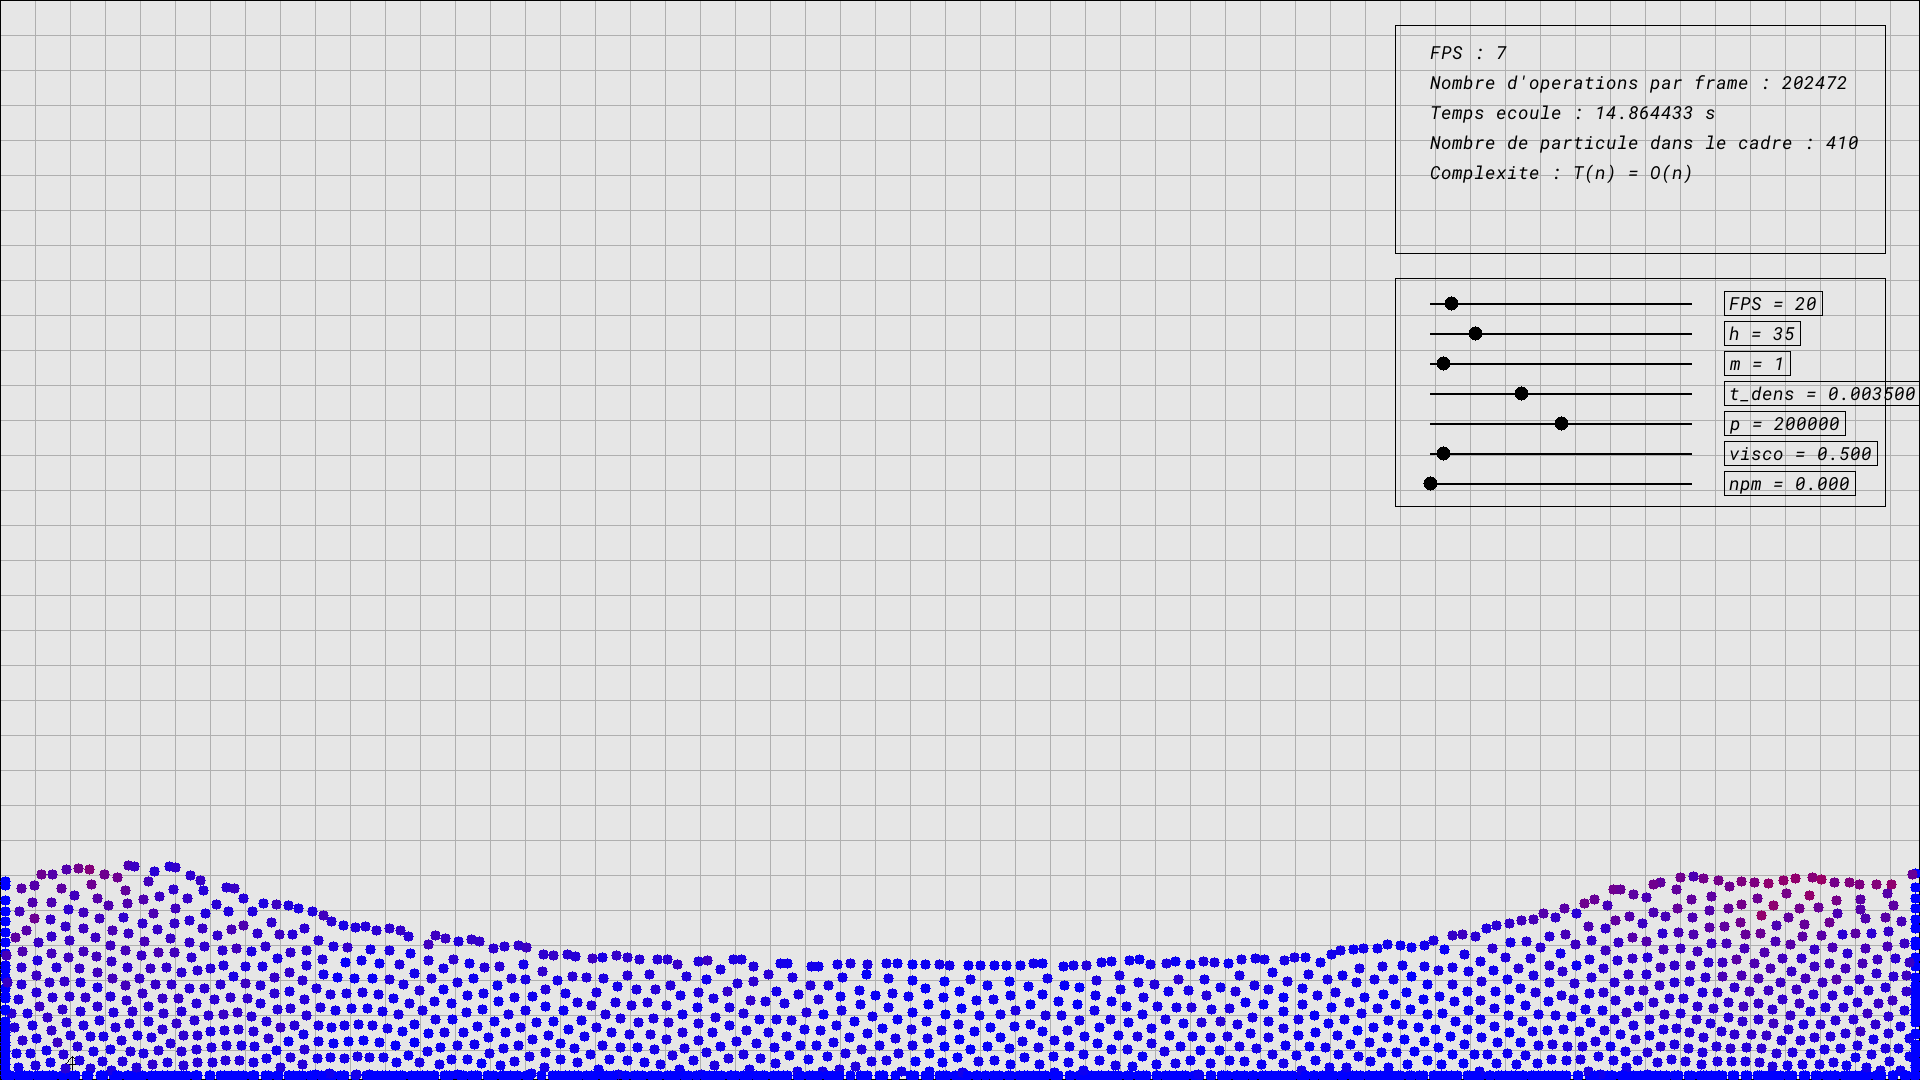 FPS : 7
Nombre d'operations par frame : 202472
Temps ecoule : 14.864433 s
Nombre de particule dans le cadre : 410
Complexite : T(n) = O(n)
FPS = 20
h = 35
m = 1
t_dens = 0.003500
p = 200000
visco = 0.500
npm = 0.000